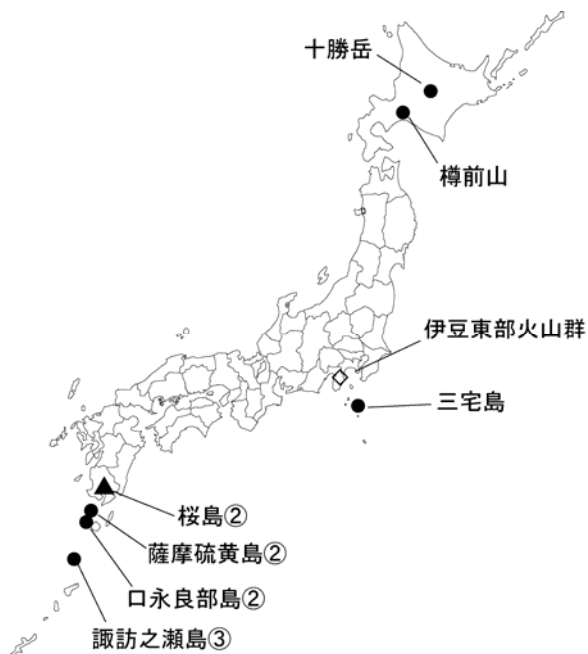 十勝岳
樽前山
伊豆東部火山群
三宅島
桜島②
薩摩硫黄島②
口永良部島②
諏訪之瀬島③